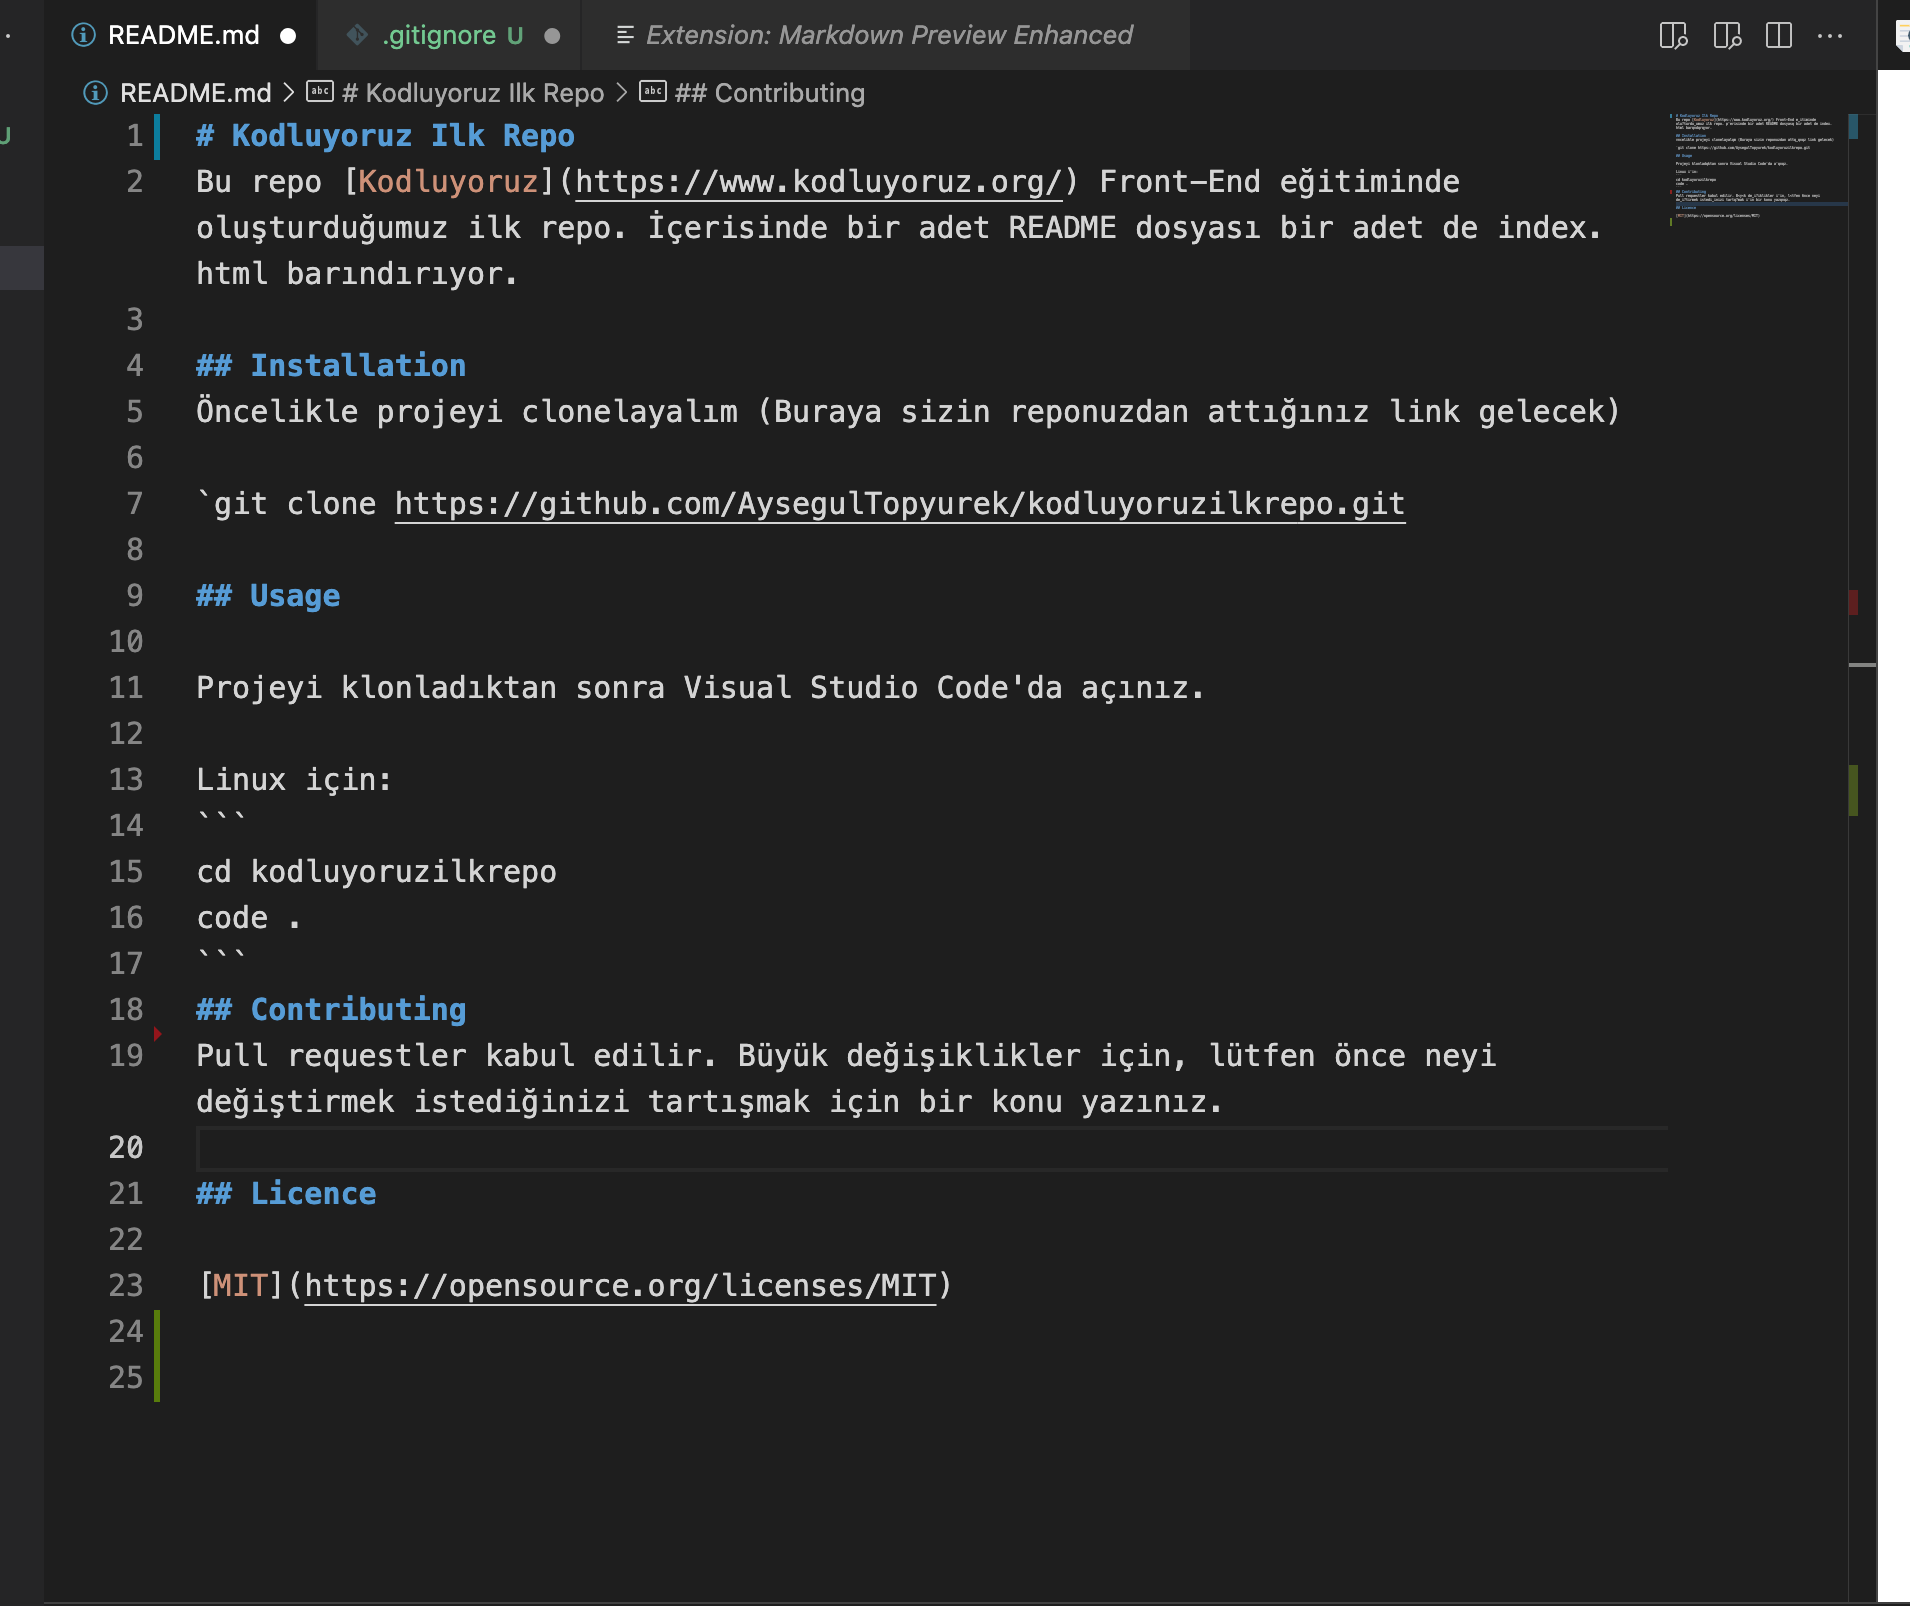 README.md ● .gitignore U ● Extension: Markdown Preview Enhanced
README.md > # Kodluyoruz Ilk Repo > ## Contributing
U
1 # Kodluyoruz Ilk Repo
2 Bu repo [Kodluyoruz](https://www.kodluyoruz.org/) Front-End eğitiminde
oluşturduğumuz ilk repo. İçerisinde bir adet README dosyası bir adet de index.
html barındırıyor.
3
4 ## Installation
5 Öncelikle projeyi clonelayalım (Buraya sizin reponuzdan attığınız link gelecek)
6
7 `git clone https://github.com/AysegulTopyurek/kodluyoruzilkrepo.git
8
9 ## Usage
10
11 Projeyi klonladıktan sonra Visual Studio Code'da açınız.
12
13 Linux için:
14 ```
15 cd kodluyoruzilkrepo
16 code .
17 ```
18 ## Contributing
19 Pull requestler kabul edilir. Büyük değişiklikler için, lütfen önce neyi
değiştirmek istediğinizi tartışmak için bir konu yazınız.
20
21 ## Licence
22
23 [MIT](https://opensource.org/licenses/MIT)
24
25